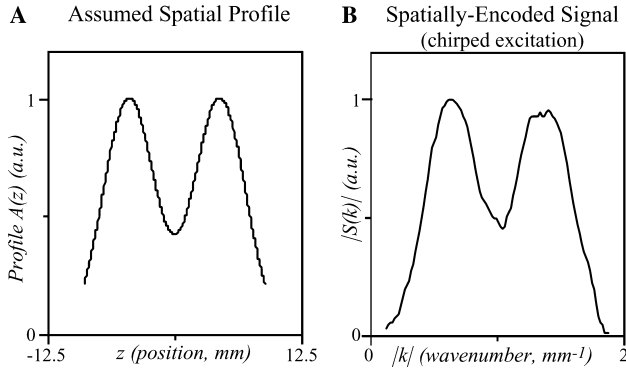 A Assumed Spatial Profile
B Spatially-Encoded Signal
(chirped excitation)
Profile A(z) (a.u.)
1
0
-12.5
z (position, mm)
12.5
|S(k)| (a.u.)
1
0
0
|k| (wavenumber, mm-1)
2